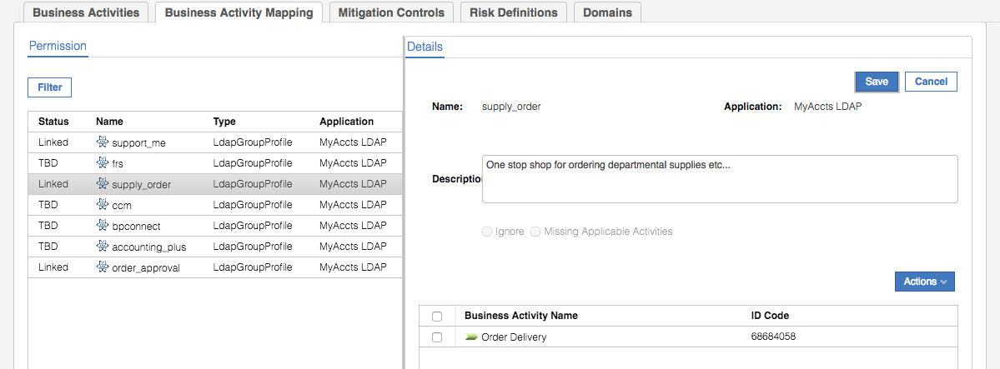 Business Activities Business Activity Mapping Mitigation Controls Risk Definitions Domains
Permission
Filter
Status Name Type Application
Linked support_me LdapGroupProfile MyAccts LDAP
TBD frs LdapGroupProfile MyAccts LDAP
Linked supply_order LdapGroupProfile MyAccts LDAP
TBD ccm LdapGroupProfile MyAccts LDAP
TBD bpconnect LdapGroupProfile MyAccts LDAP
TBD accounting_plus LdapGroupProfile MyAccts LDAP
Linked order_approval LdapGroupProfile MyAccts LDAP
Details
Save Cancel
Name: supply_order Application: MyAccts LDAP
One stop shop for ordering departmental supplies etc...
Descriptio
Ignore Missing Applicable Activities
Actions
Business Activity Name ID Code
Order Delivery 68684058